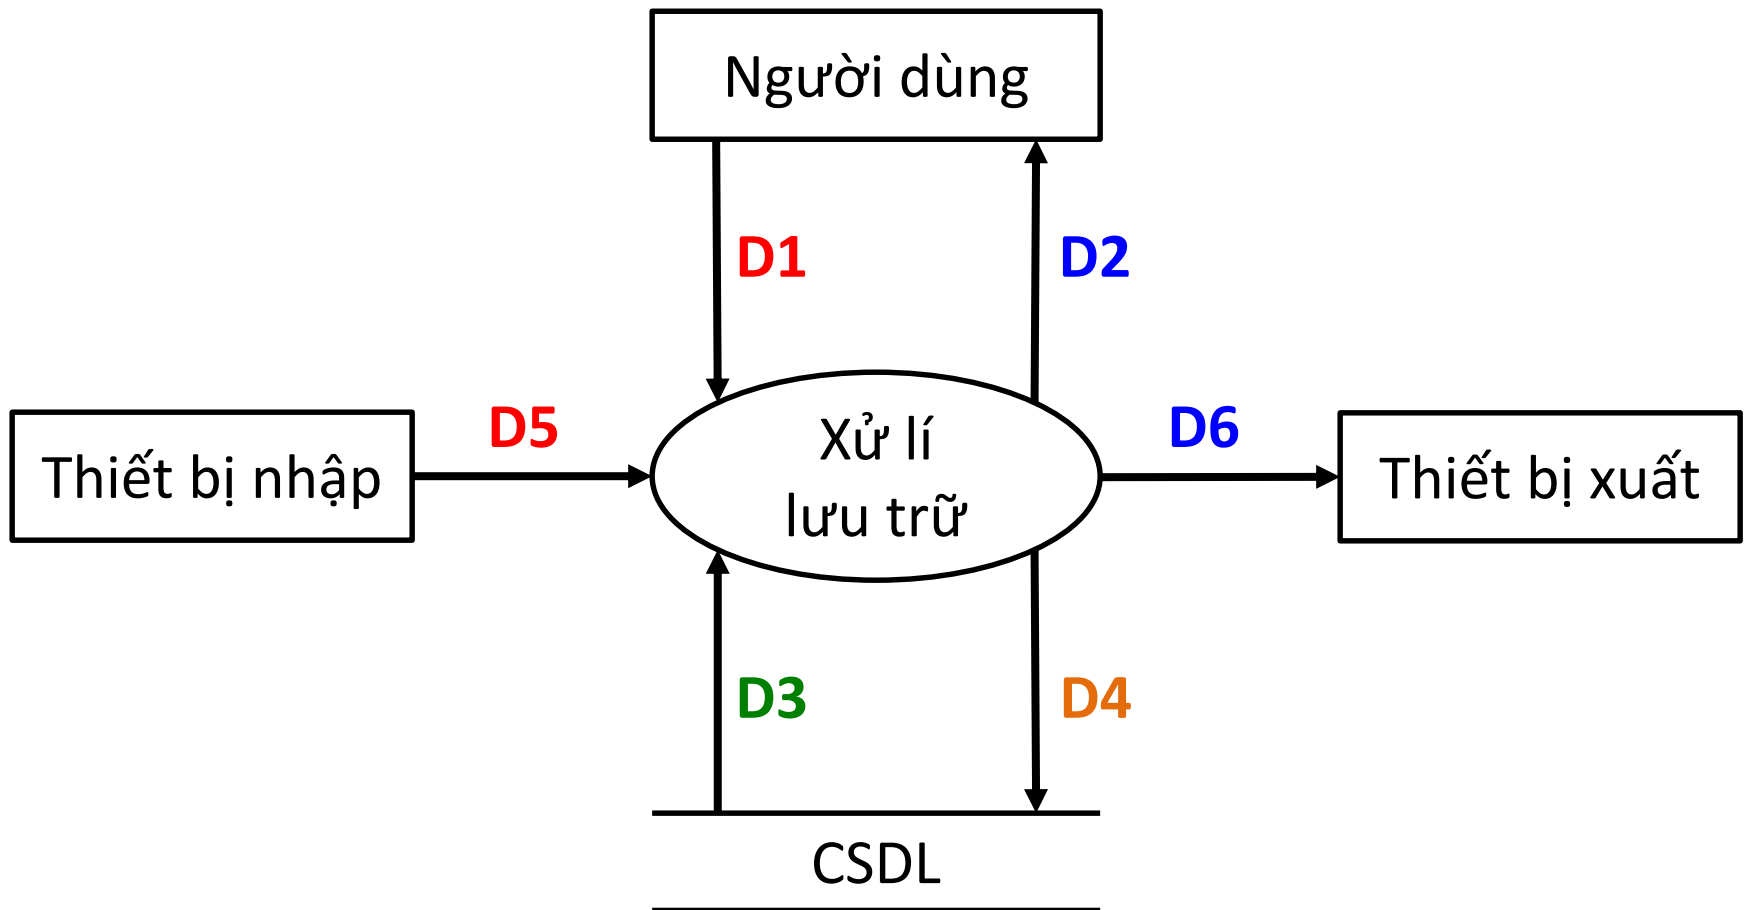 Người dùng
D1
D2
Thiết bị nhập
D5
Xử lí
lưu trữ
D6
Thiết bị xuất
D3
D4
CSDL